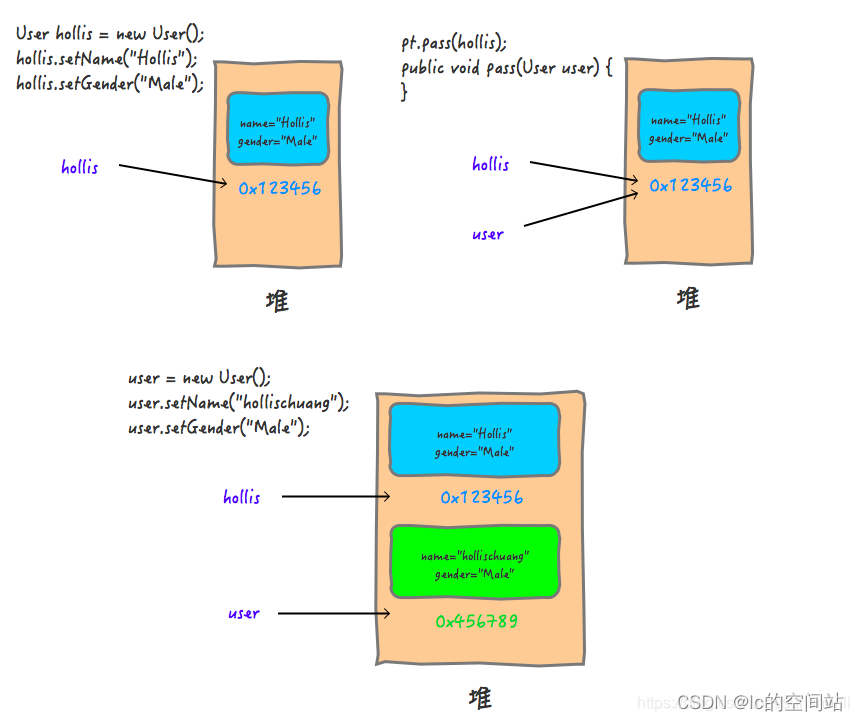 User hollis = new User();
hollis.setName("Hollis");
hollis.setGender("Male");
name="Hollis"
gender="Male"
hollis
0x123456
堆
pt.pass(hollis);
public void pass(User user) {
}
name="Hollis"
gender="Male"
hollis
0x123456
user
堆
user = new User();
user.setName("hollischuang");
user.setGender("Male");
name="Hollis"
gender="Male"
hollis
0x123456
name="hollischuang"
gender="Male"
user
0x456789
堆
CSDN @lc的空间站